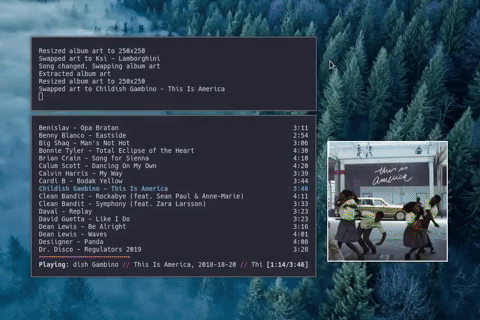 Resized album art to 250x250
Swapped art to Ksi - Lamborghini
Song changed. Swapping album art
Extracted album art
Resized album art to 250x250
Swapped art to Childish Gambino - This Is America
Benislav - Opa Bratan 3:11
Benny Blanco - Eastside 2:54
Big Shaq - Man's Not Hot 3:06
Bonnie Tyler - Total Eclipse of the Heart 4:30
Brian Crain - Song for Sienna 4:10
Calum Scott - Dancing On My Own 4:20
Calvin Harris - My Way 3:39
Cardi B - Bodak Yellow 3:44
Childish Gambino - This Is America 3:46
Clean Bandit - Rockabye (feat. Sean Paul & Anne-Marie) 4:11
Clean Bandit - Symphony (feat. Zara Larsson) 3:33
Daval - Replay 3:23
David Guetta - Like I Do 3:23
Dean Lewis - Be Alright 3:16
Dean Lewis - Waves 4:01
Desiigner - Panda 4:08
Dr. Disco - Regulators 2019 3:28
Playing: dish Gambino // This Is America, 2018-18-20 // Thi [1:14/3:46]
this is
america